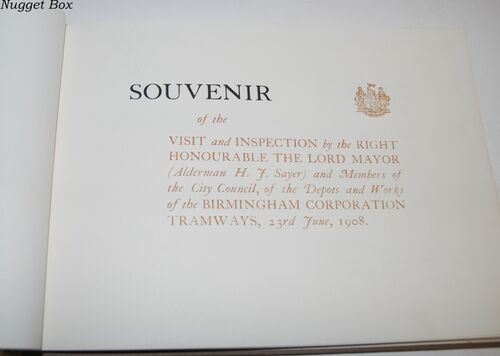 Nugget Box
SOUVENIR
of the
VISIT and INSPECTION by the RIGHT
HONOURABLE THE LORD MAYOR
(Alderman H. J. Sayer) and Members of
the City Council, of the Depots and Works
of the BIRMINGHAM CORPORATION
TRAMWAYS, 23rd June, 1908.